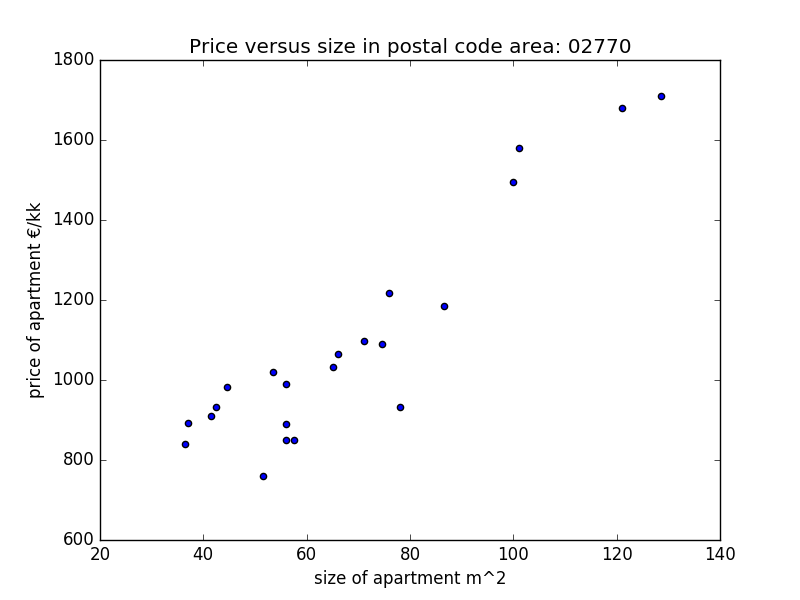 Price versus size in postal code area: 02770
1800
1600
1400
1200
1000
800
600
price of apartment €/kk
20 40 60 80 100 120 140
size of apartment m^2